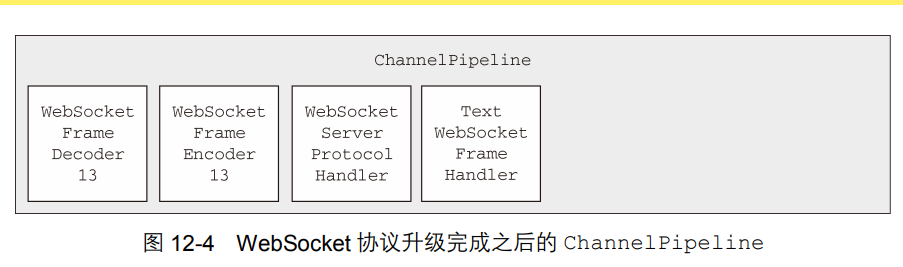 ChannelPipeline
WebSocket
Frame
Decoder
13
WebSocket
Frame
Encoder
13
WebSocket
Server
Protocol
Handler
Text
WebSocket
Frame
Handler
图 12-4 WebSocket 协议升级完成之后的 ChannelPipeline